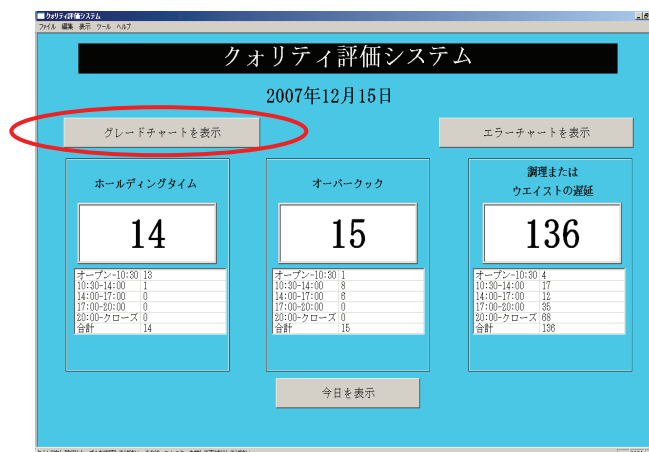 クォリティ評価システム
ファイル 編集 表示 ツール ヘルプ
クォリティ評価システム
2007年12月15日
グレードチャートを表示
エラーチャートを表示
ホールディングタイム
14
オープン-10:30 13
10:30-14:00 1
14:00-17:00 0
17:00-20:00 0
20:00-クローズ 0
合計 14
オーバークック
15
オープン-10:30 1
10:30-14:00 8
14:00-17:00 6
17:00-20:00 0
20:00-クローズ 0
合計 15
調理または
ウエイストの遅延
136
オープン-10:30 4
10:30-14:00 17
14:00-17:00 12
17:00-20:00 35
20:00-クローズ 68
合計 136
今日を表示